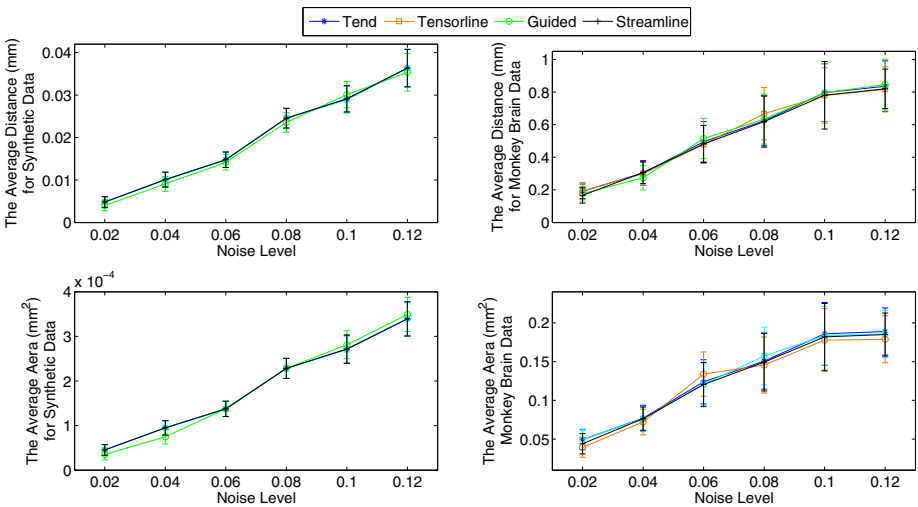 Tend Tensorline Guided Streamline
The Average Distance (mm)
for Synthetic Data
0.04
0.03
0.02
0.01
0
0.02 0.04 0.06 0.08 0.1 0.12
Noise Level
The Average Distance (mm)
for Monkey Brain Data
1
0.8
0.6
0.4
0.2
0
0.02 0.04 0.06 0.08 0.1 0.12
Noise Level
The Average Aera (mm²)
for Synthetic Data
x 10⁻⁴
4
3
2
1
0
0.02 0.04 0.06 0.08 0.1 0.12
Noise Level
The Average Aera (mm²)
Monkey Brain Data
0.2
0.15
0.1
0.05
0.02 0.04 0.06 0.08 0.1 0.12
Noise Level